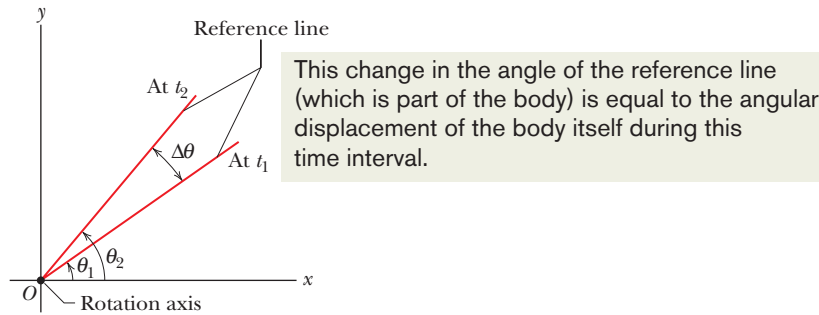 y
Reference line
At t2
This change in the angle of the reference line
(which is part of the body) is equal to the angular
displacement of the body itself during this
time interval.
Δθ
At t1
θ1
θ2
x
O
Rotation axis